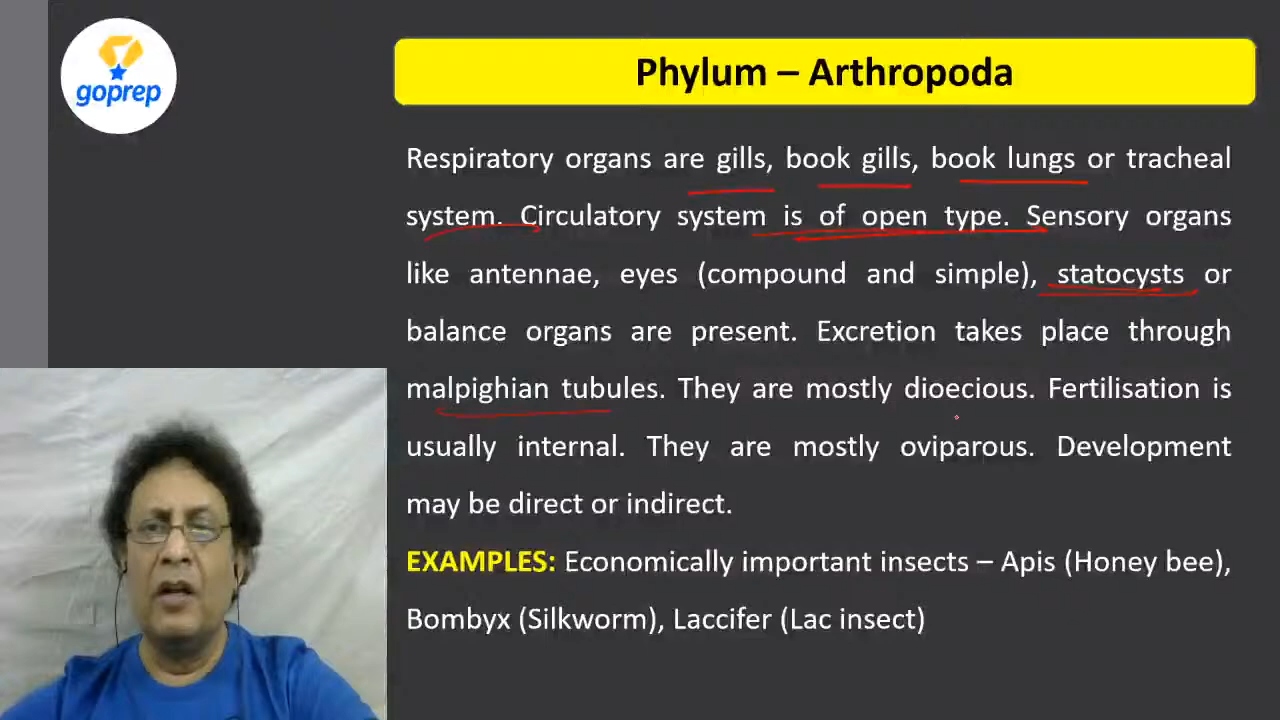 goprep
Phylum – Arthropoda
Respiratory organs are gills, book gills, book lungs or tracheal
system. Circulatory system is of open type. Sensory organs
like antennae, eyes (compound and simple), statocysts or
balance organs are present. Excretion takes place through
malpighian tubules. They are mostly dioecious. Fertilisation is
usually internal. They are mostly oviparous. Development
may be direct or indirect.
EXAMPLES: Economically important insects – Apis (Honey bee),
Bombyx (Silkworm), Laccifer (Lac insect)